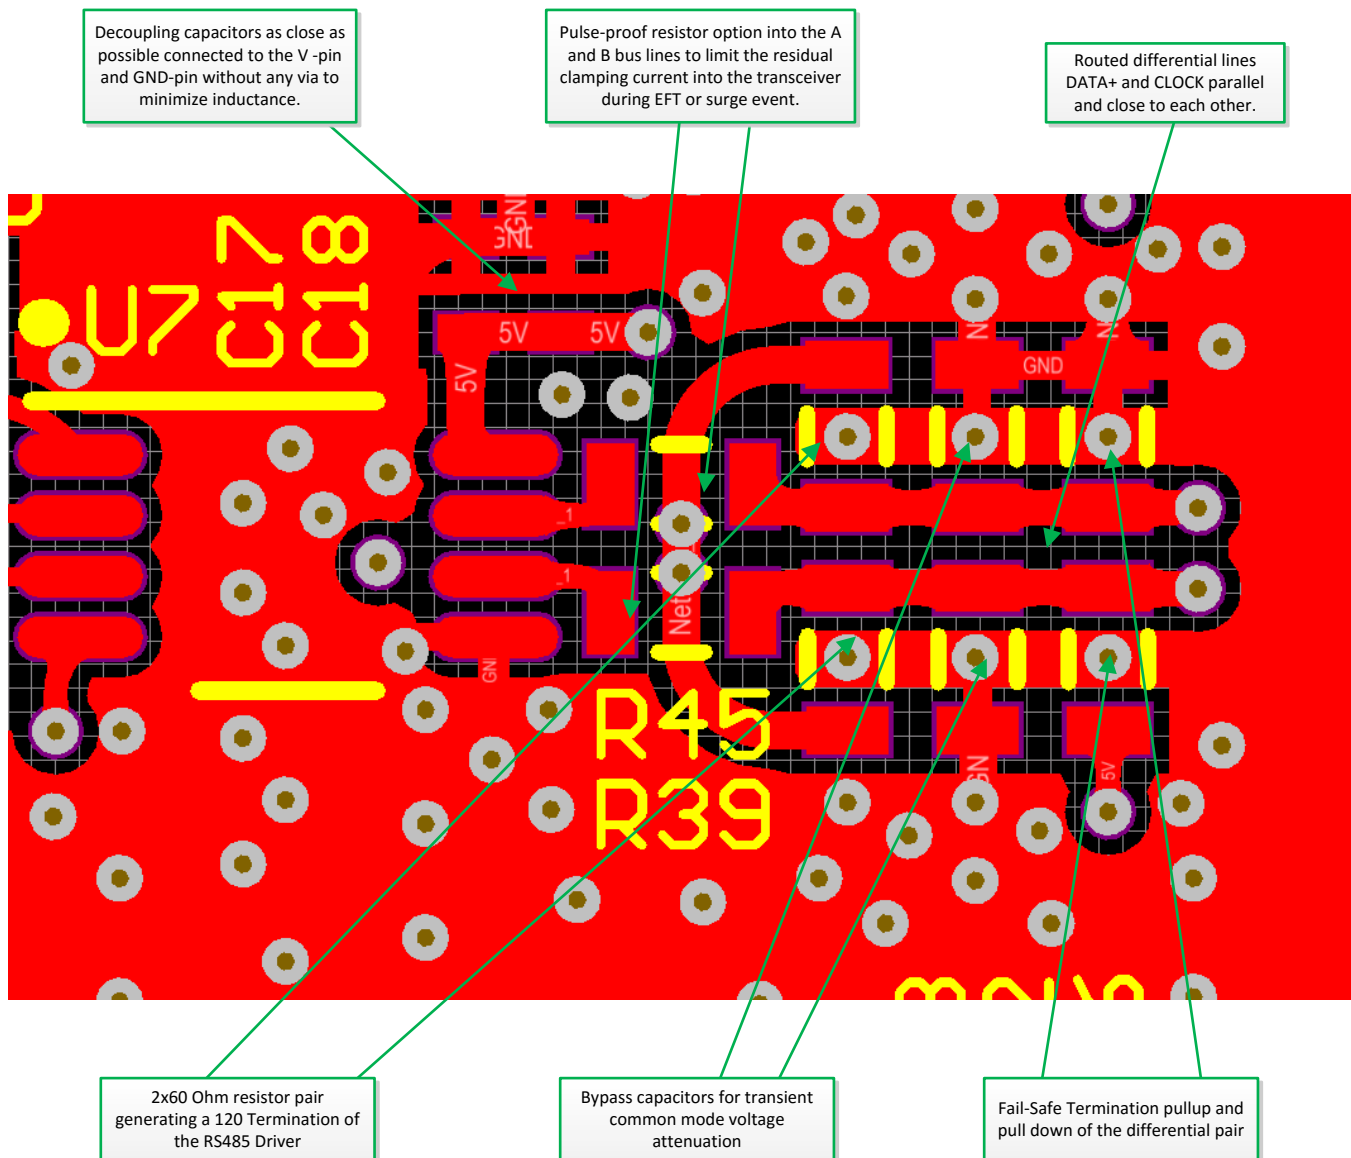 Decoupling capacitors as close as
possible connected to the V -pin
and GND-pin without any via to
minimize inductance.
Pulse-proof resistor option into the A
and B bus lines to limit the residual
clamping current into the transceiver
during EFT or surge event.
Routed differential lines
DATA+ and CLOCK parallel
and close to each other.
U7
C17
C18
5V
5V
5V
GND
_1
_1
Net
R45
R39
GN
5V
2x60 Ohm resistor pair
generating a 120 Termination of
the RS485 Driver
Bypass capacitors for transient
common mode voltage
attenuation
Fail-Safe Termination pullup and
pull down of the differential pair